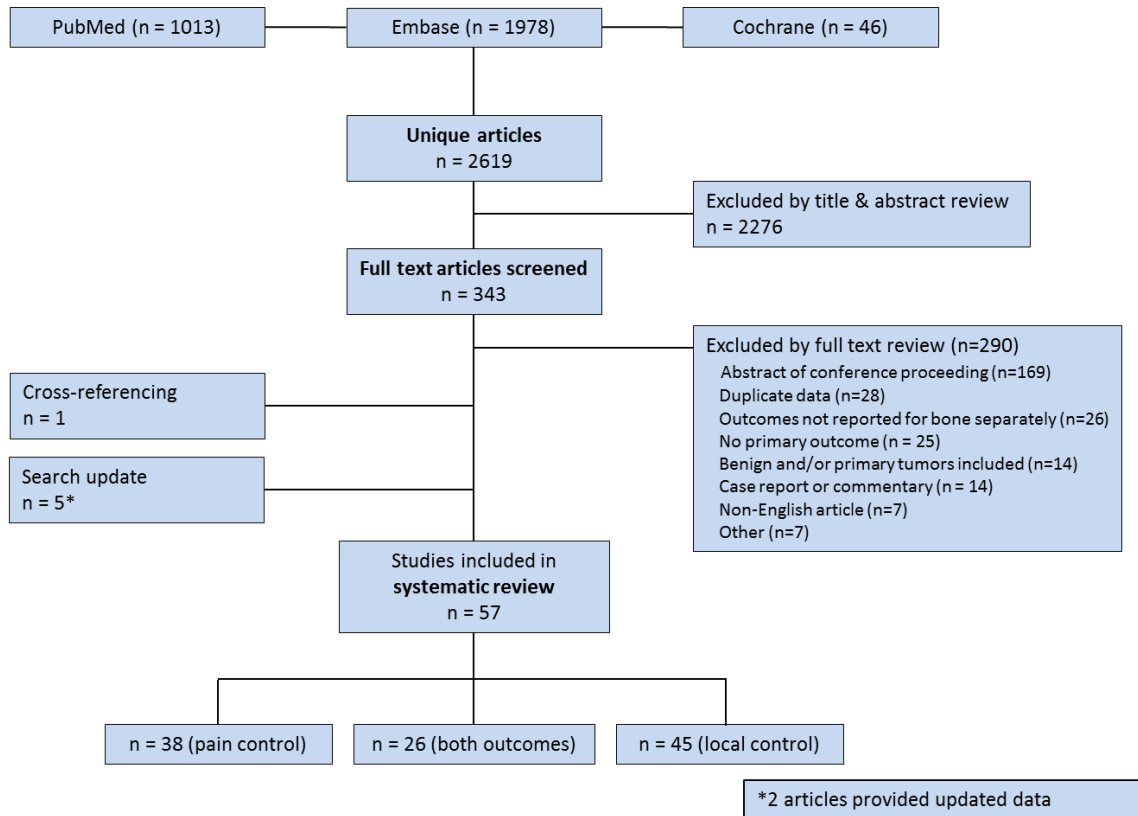 PubMed (n = 1013)
Embase (n = 1978)
Cochrane (n = 46)
Unique articles
n = 2619
Excluded by title & abstract review
n = 2276
Full text articles screened
n = 343
Excluded by full text review (n=290)
Abstract of conference proceeding (n=169)
Duplicate data (n=28)
Outcomes not reported for bone separately (n=26)
No primary outcome (n = 25)
Benign and/or primary tumors included (n=14)
Case report or commentary (n = 14)
Non-English article (n=7)
Other (n=7)
Cross-referencing
n = 1
Search update
n = 5*
Studies included in
systematic review
n = 57
n = 38 (pain control)
n = 26 (both outcomes)
n = 45 (local control)
*2 articles provided updated data